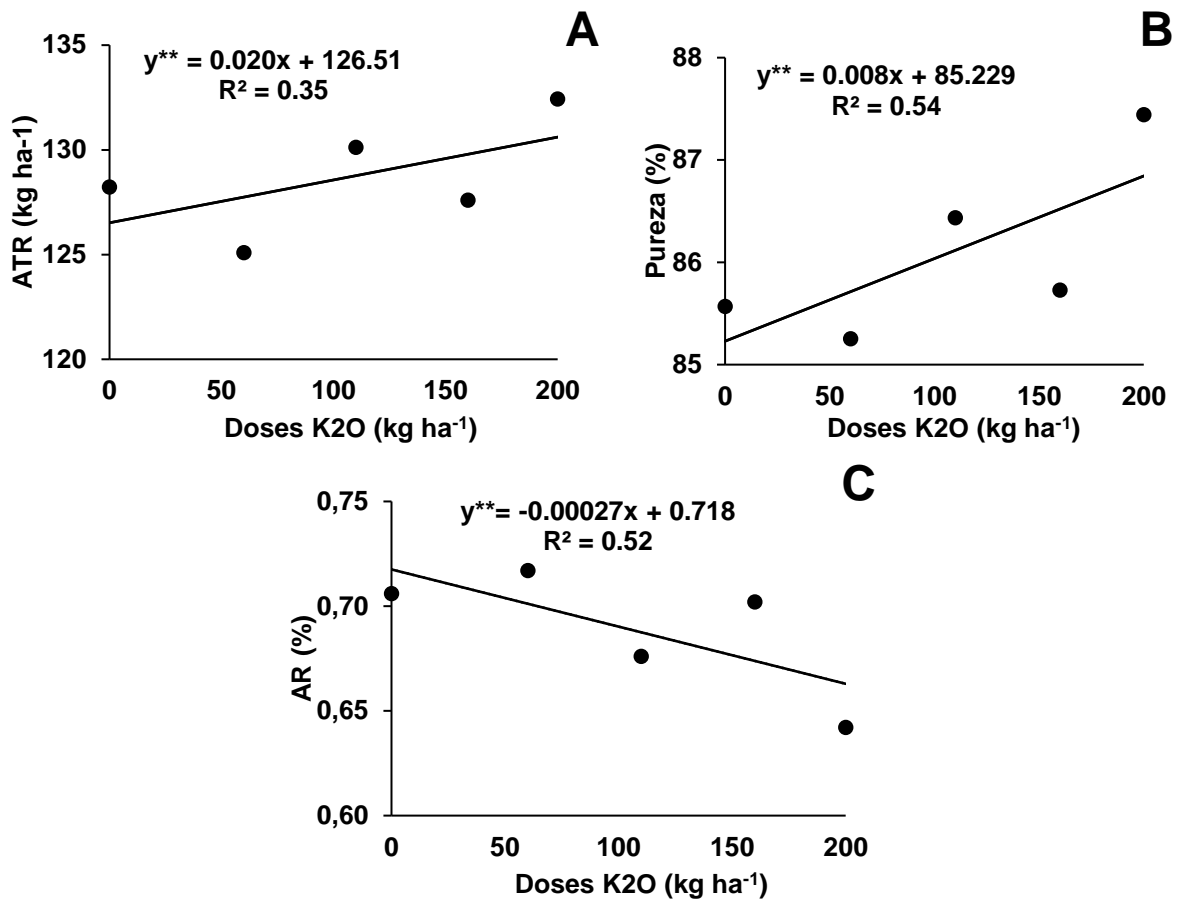 A
y** = 0.020x + 126.51
R² = 0.35
ATR (kg ha-1)
135
130
125
120
0 50 100 150 200
Doses K2O (kg ha⁻¹)
B
y** = 0.008x + 85.229
R² = 0.54
Pureza (%)
88
87
86
85
0 50 100 150 200
Doses K2O (kg ha⁻¹)
C
y**= -0.00027x + 0.718
R² = 0.52
AR (%)
0,75
0,70
0,65
0,60
0 50 100 150 200
Doses K2O (kg ha⁻¹)